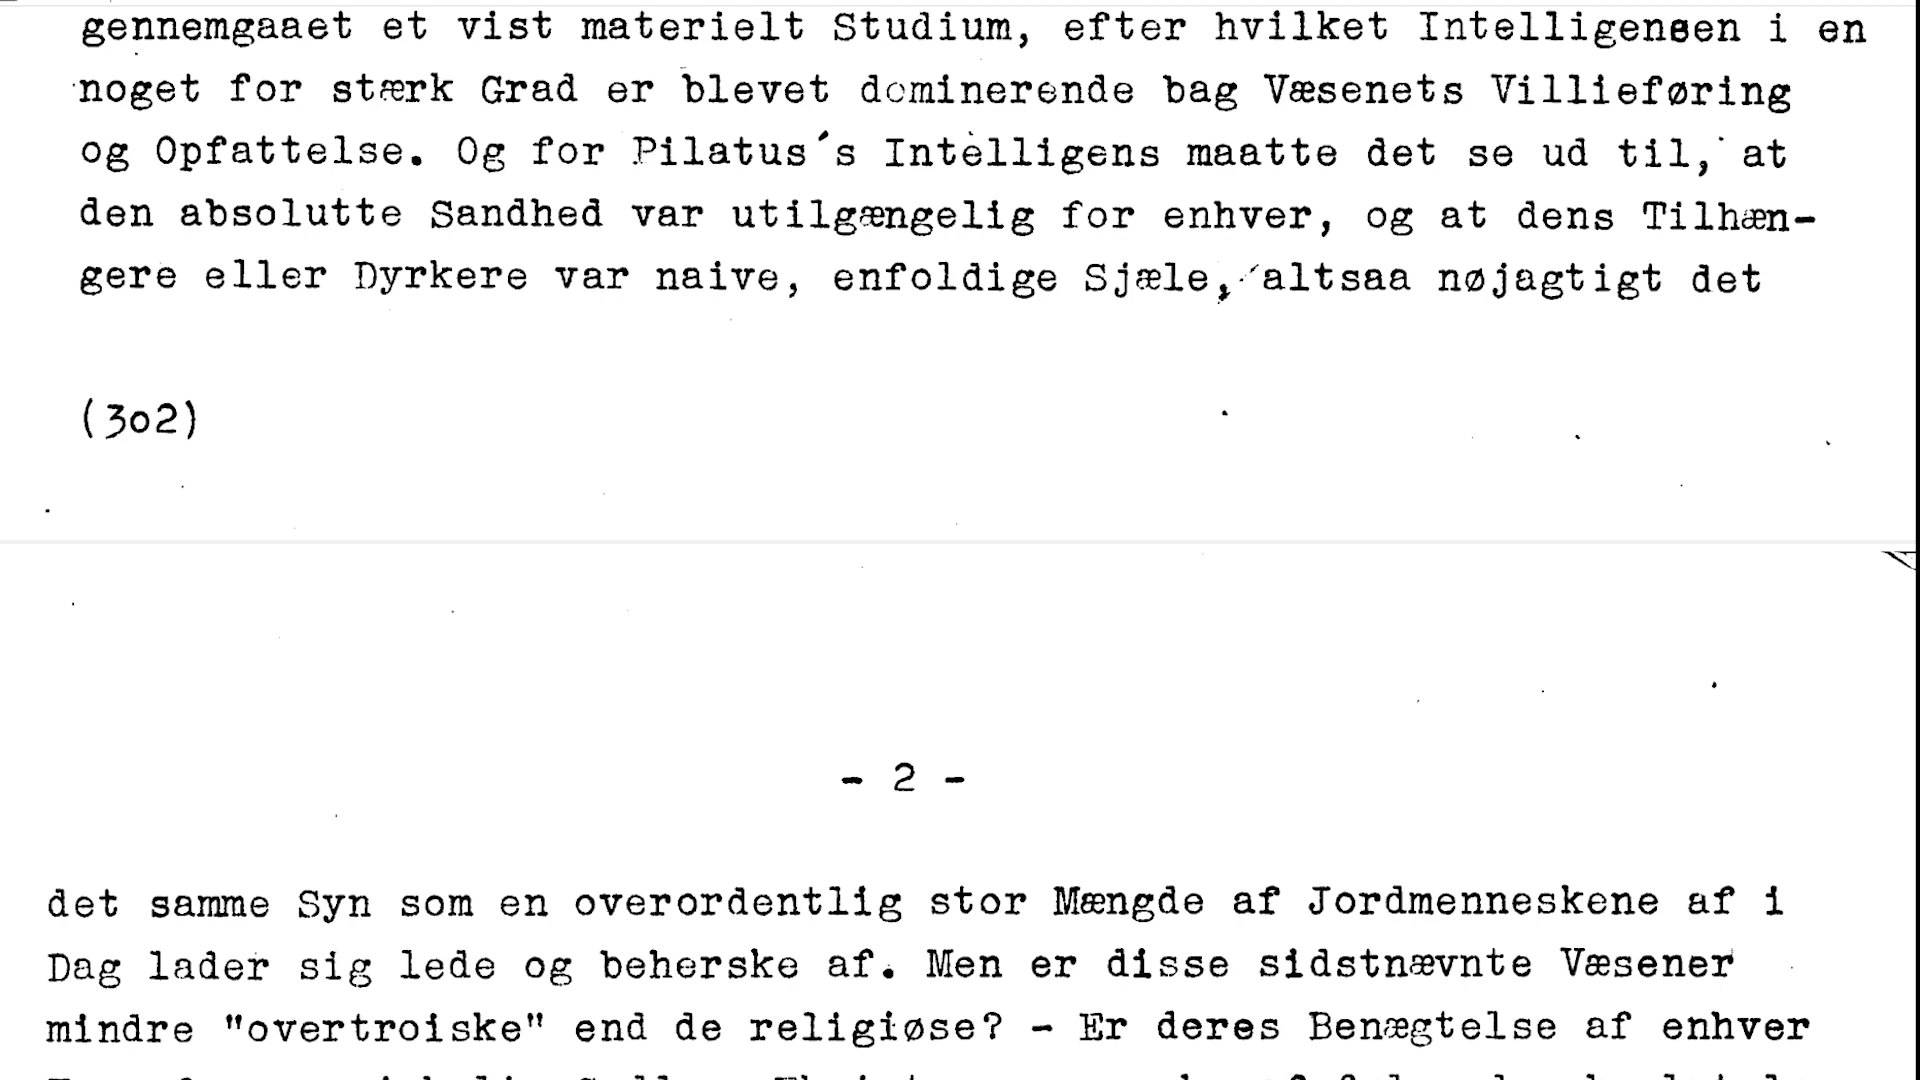 gennemgaaet et vist materielt Studium, efter hvilket Intelligensen i en
noget for stærk Grad er blevet dominerende bag Væsenets Villieføring
og Opfattelse. Og for Pilatus's Intelligens maatte det se ud til, at
den absolutte Sandhed var utilgængelig for enhver, og at dens Tilhæn-
gere eller Dyrkere var naive, enfoldige Sjæle, altsaa nøjagtigt det
(302)
- 2 -
det samme Syn som en overordentlig stor Mængde af Jordmenneskene af i
Dag lader sig lede og beherske af. Men er disse sidstnævnte Væsener
mindre "overtroiske" end de religiøse? - Er deres Benægtelse af enhver